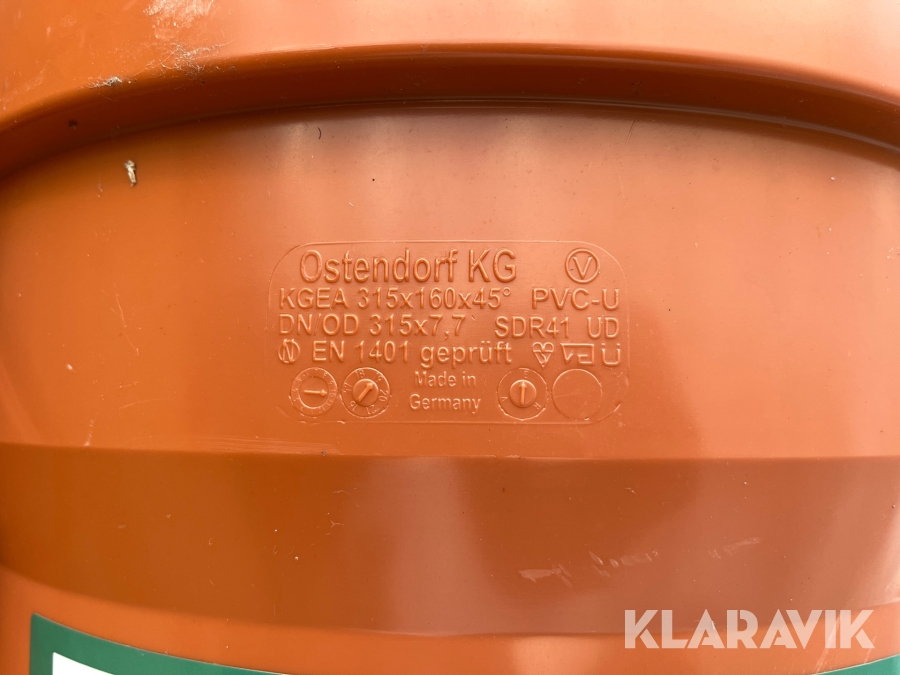 Ostendorf KG
KGEA 315x160x45° PVC-U
DN/OD 315x7,7 SDR41 UD
EN 1401 geprüft
Made in
Germany
KLARAVIK